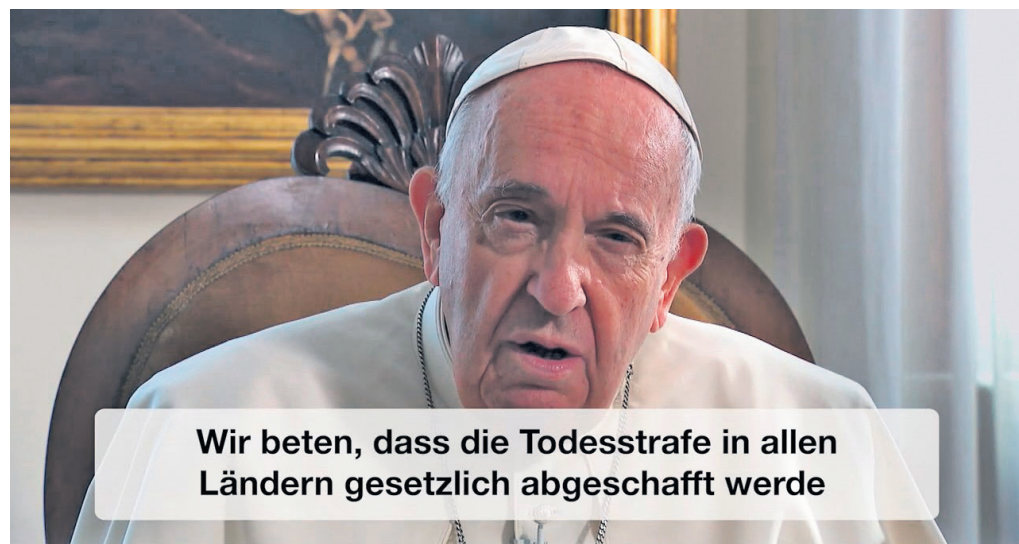 Wir beten, dass die Todesstrafe in allen
Ländern gesetzlich abgeschafft werde